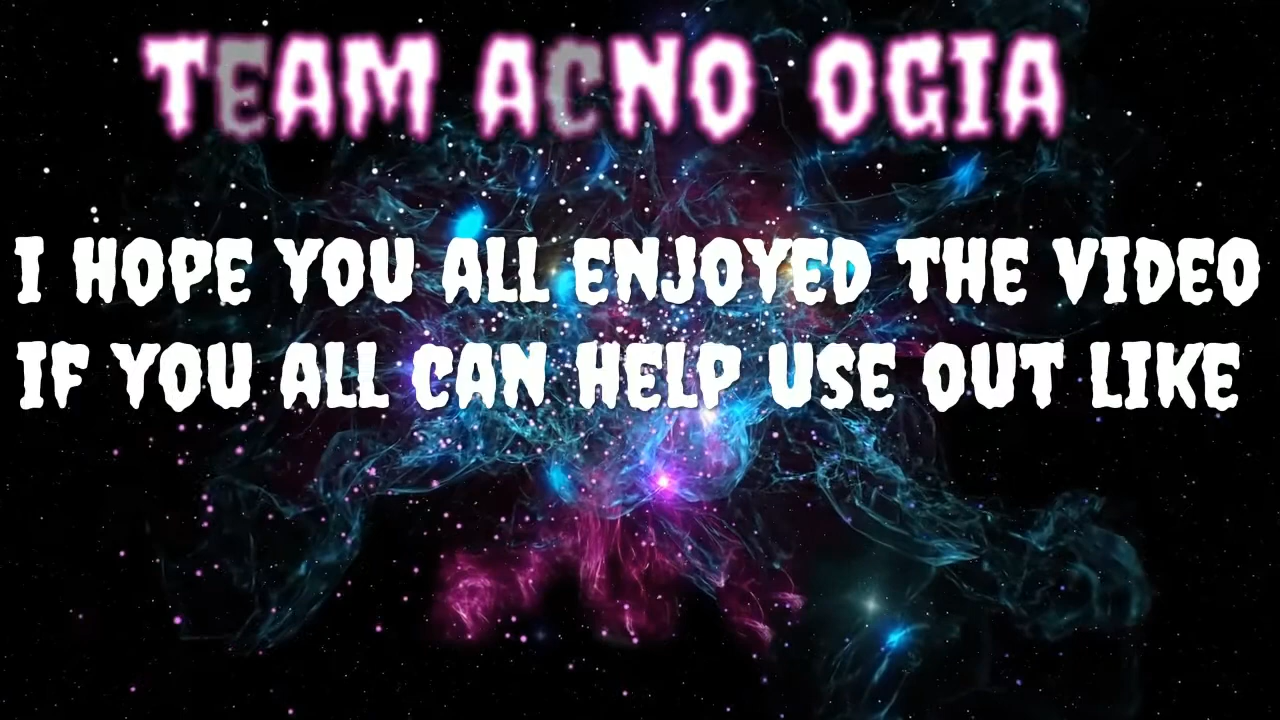 TEAM ACNO OGIA
I HOPE YOU ALL ENJOYED THE VIDEO
IF YOU ALL CAN HELP USE OUT LIKE